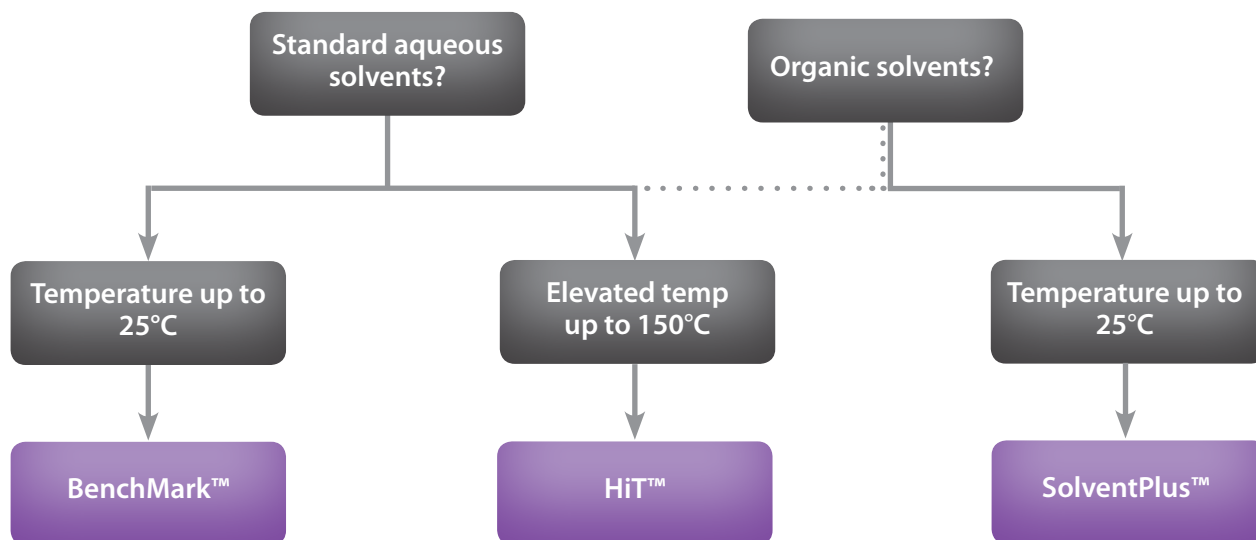 Standard aqueous
solvents?
Organic solvents?
Temperature up to
25°C
Elevated temp
up to 150°C
Temperature up to
25°C
BenchMark™
HiT™
SolventPlus™